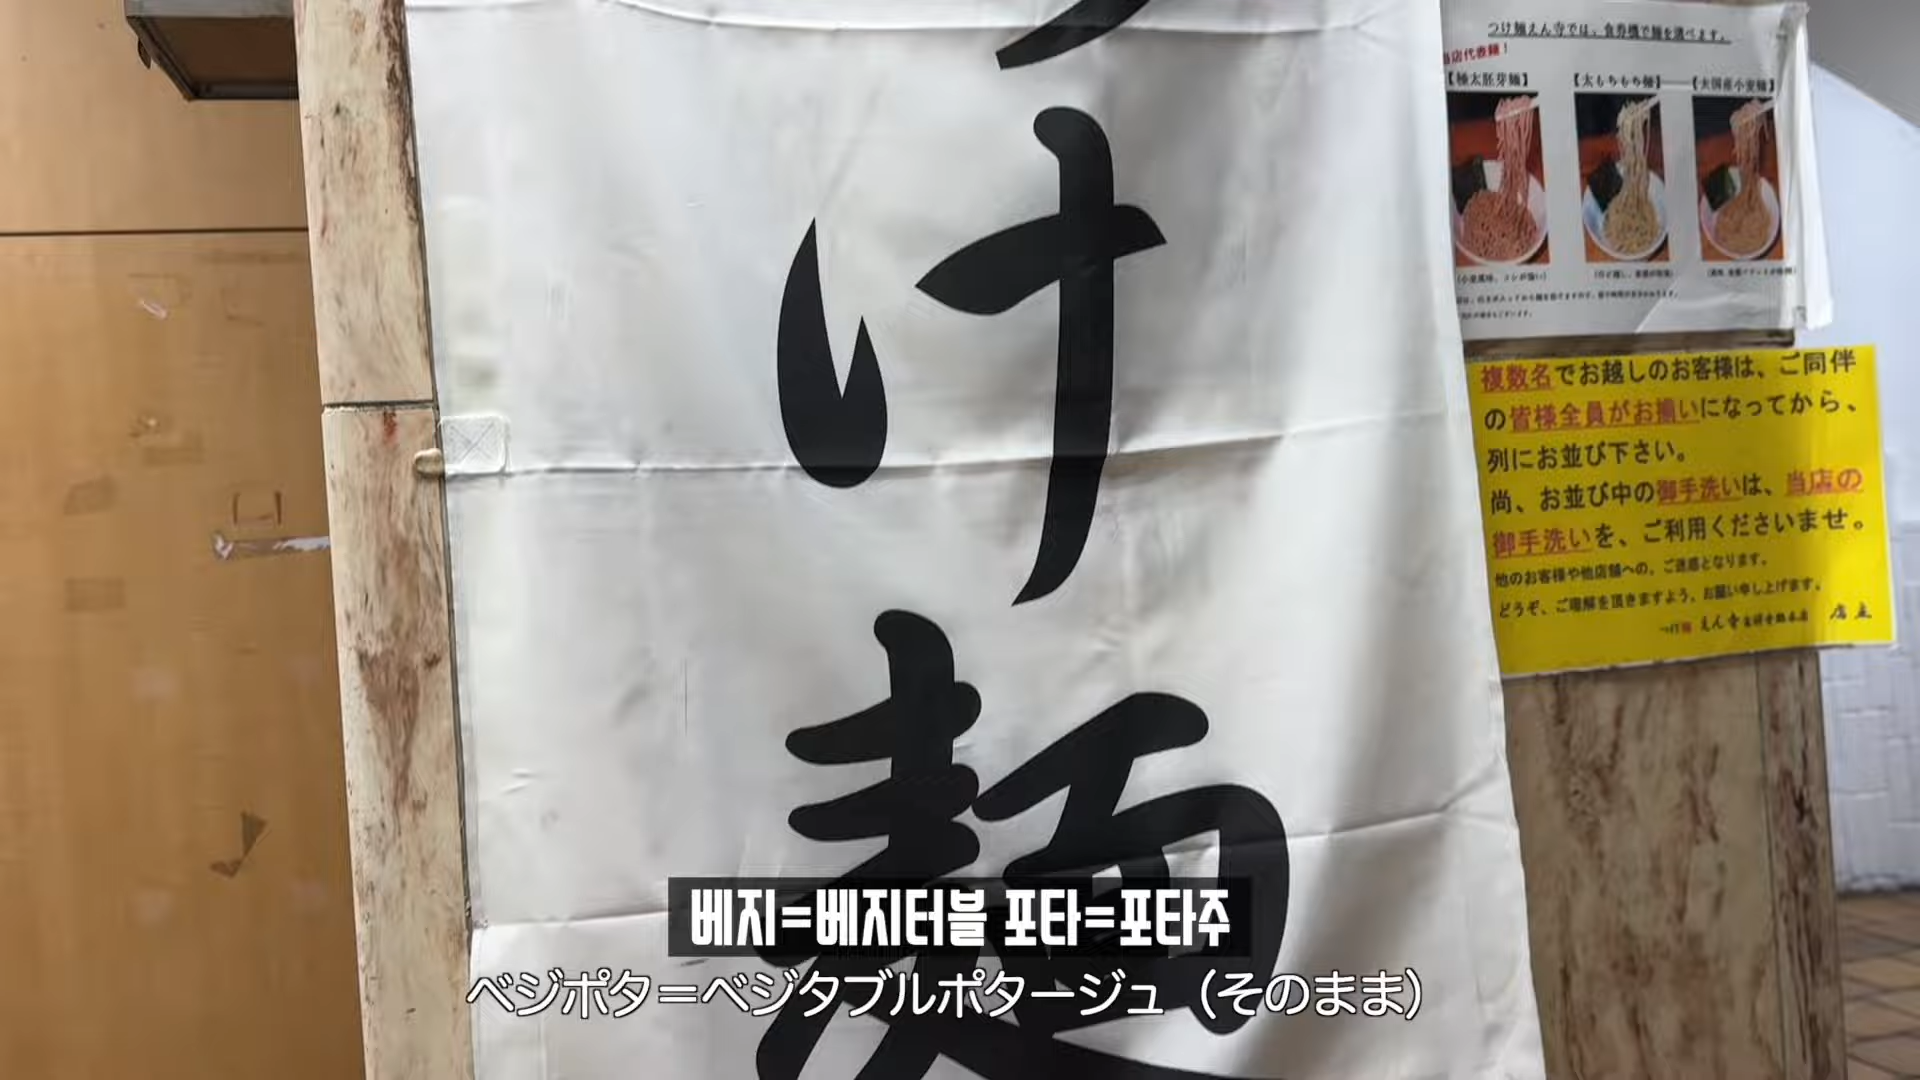 け
麺
つけ麺えん寺では、食券機で麺を選べます。
当店代表麺！
【極太胚芽麺】
【太もちもち麺】
【太国産小麦麺】
複数名でお越しのお客様は、ご同伴
の皆様全員がお揃いになってから、
列にお並び下さい。
尚、お並び中の御手洗いは、当店の
御手洗いを、ご利用くださいませ。
他のお客様や他店舗への、ご迷惑となります。
どうぞ、ご理解を頂きますよう、お願い申し上げます。
베지=베지터블 포타=포타주
ベジポタ＝ベジタブルポタージュ（そのまま）